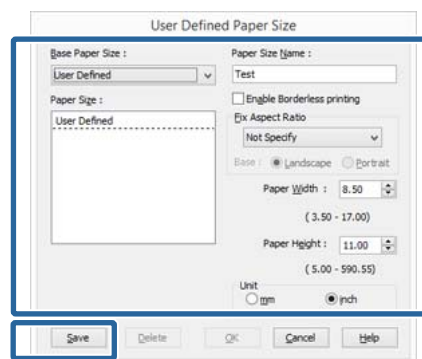 User Defined Paper Size
Base Paper Size :
User Defined
Paper Size :
User Defined
Paper Size Name :
Test
Enable Borderless printing
Fix Aspect Ratio
Not Specify
Base : Landscape Portrait
Paper Width : 8.50
( 3.50 - 17.00)
Paper Height : 11.00
( 5.00 - 590.55)
Unit
mm inch
Save Delete OK Cancel Help